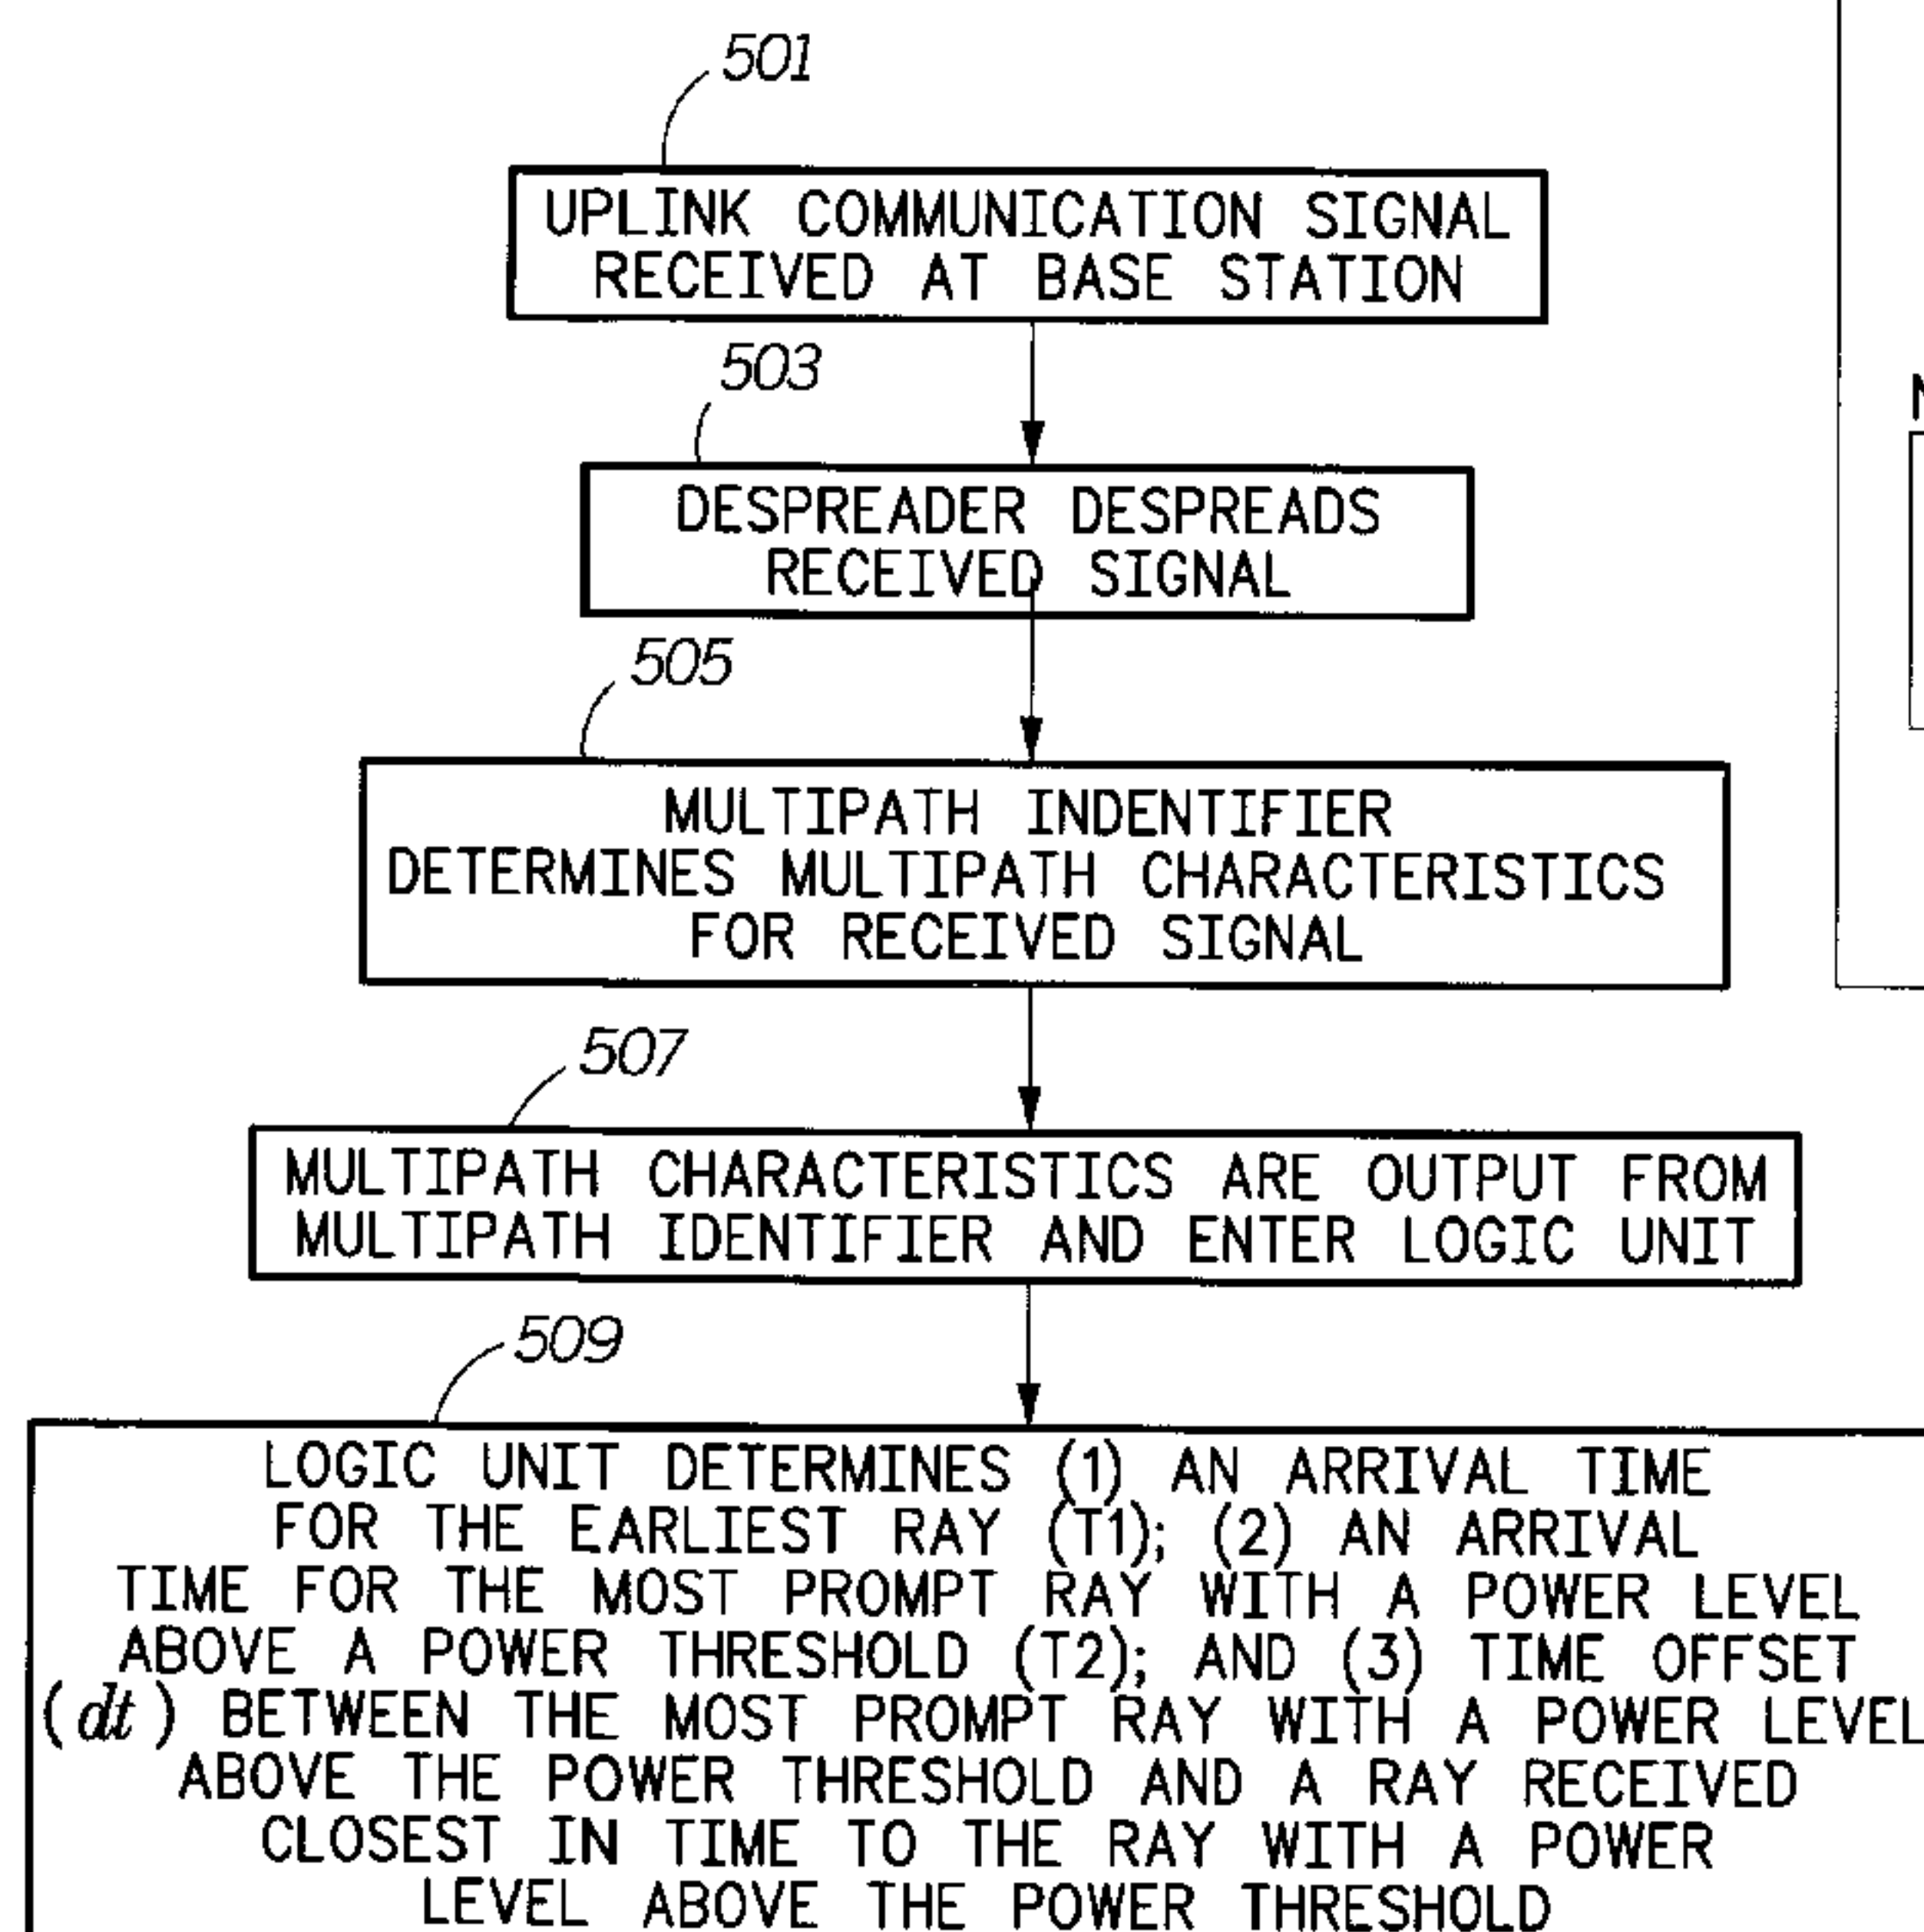 501
UPLINK COMMUNICATION SIGNAL
RECEIVED AT BASE STATION
503
DESPREADER DESPREADS
RECEIVED SIGNAL
505
MULTIPATH INDENTIFIER
DETERMINES MULTIPATH CHARACTERISTICS
FOR RECEIVED SIGNAL
507
MULTIPATH CHARACTERISTICS ARE OUTPUT FROM
MULTIPATH IDENTIFIER AND ENTER LOGIC UNIT
509
LOGIC UNIT DETERMINES (1) AN ARRIVAL TIME
FOR THE EARLIEST RAY (T1); (2) AN ARRIVAL
TIME FOR THE MOST PROMPT RAY WITH A POWER LEVEL
ABOVE A POWER THRESHOLD (T2); AND (3) TIME OFFSET
(dt) BETWEEN THE MOST PROMPT RAY WITH A POWER LEVEL
ABOVE THE POWER THRESHOLD AND A RAY RECEIVED
CLOSEST IN TIME TO THE RAY WITH A POWER
LEVEL ABOVE THE POWER THRESHOLD